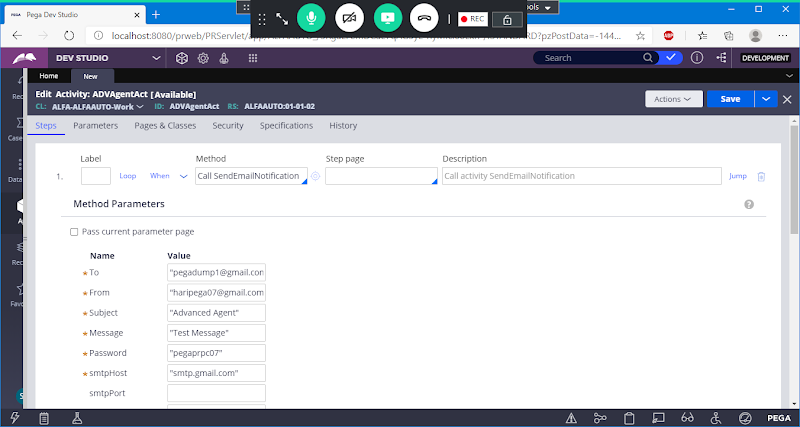 PEGA Pega Dev Studio
REC
ools
localhost:8080/prweb/PRServlet/app
RD?pzPostData=-144...
DEV STUDIO
Search
DEVELOPMENT
Home New
Edit Activity: ADVAgentAct [Available]
CL: ALFA-ALFAAUTO-Work ID: ADVAgentAct RS: ALFAAUTO:01-01-02
Actions Save
Steps Parameters Pages & Classes Security Specifications History
Rec
Case
Data
A
Rec
Favo
S
Label Method Step page Description
1. Loop When Call SendEmailNotification Call activity SendEmailNotification Jump
Method Parameters ?
Pass current parameter page
Name Value
* To "pegadump1@gmail.con
* From "haripega07@gmail.com
* Subject "Advanced Agent"
* Message "Test Message"
* Password "pegaprpc07"
* smtpHost "smtp.gmail.com"
smtpPort
PEGA